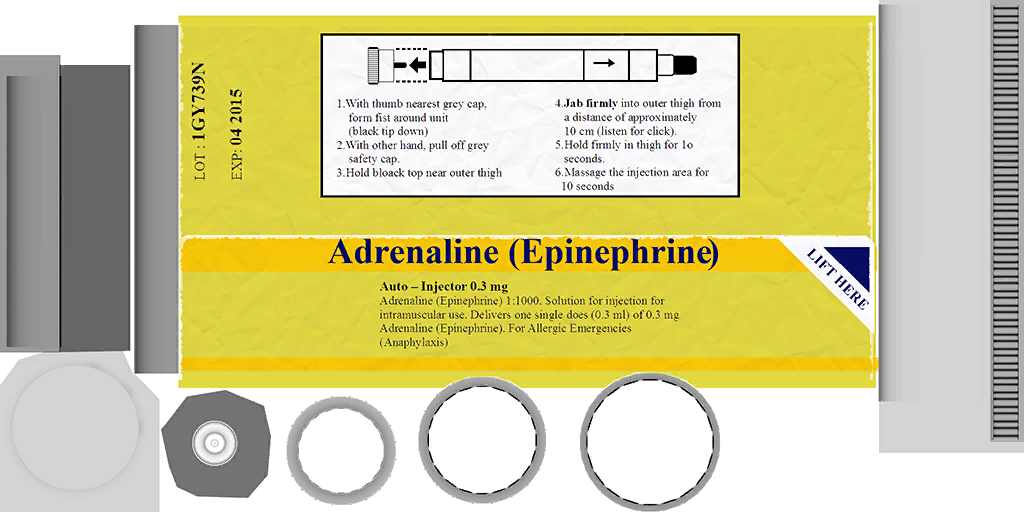 LOT : 1GY739N
EXP: 04 2015
1.With thumb nearest grey cap,
form fist around unit
(black tip down)
2.With other hand, pull off grey
safety cap.
3.Hold bloack top near outer thigh
4.Jab firmly into outer thigh from
a distance of approximately
10 cm (listen for click).
5.Hold firmly in thigh for 1o
seconds.
6.Massage the injection area for
10 seconds
Adrenaline (Epinephrine)
LIFT HERE
Auto – Injector 0.3 mg
Adrenaline (Epinephrine) 1:1000. Solution for injection for
intramuscular use. Delivers one single does (0.3 ml) of 0.3 mg
Adrenaline (Epinephrine). For Allergic Emergencies
(Anaphylaxis)